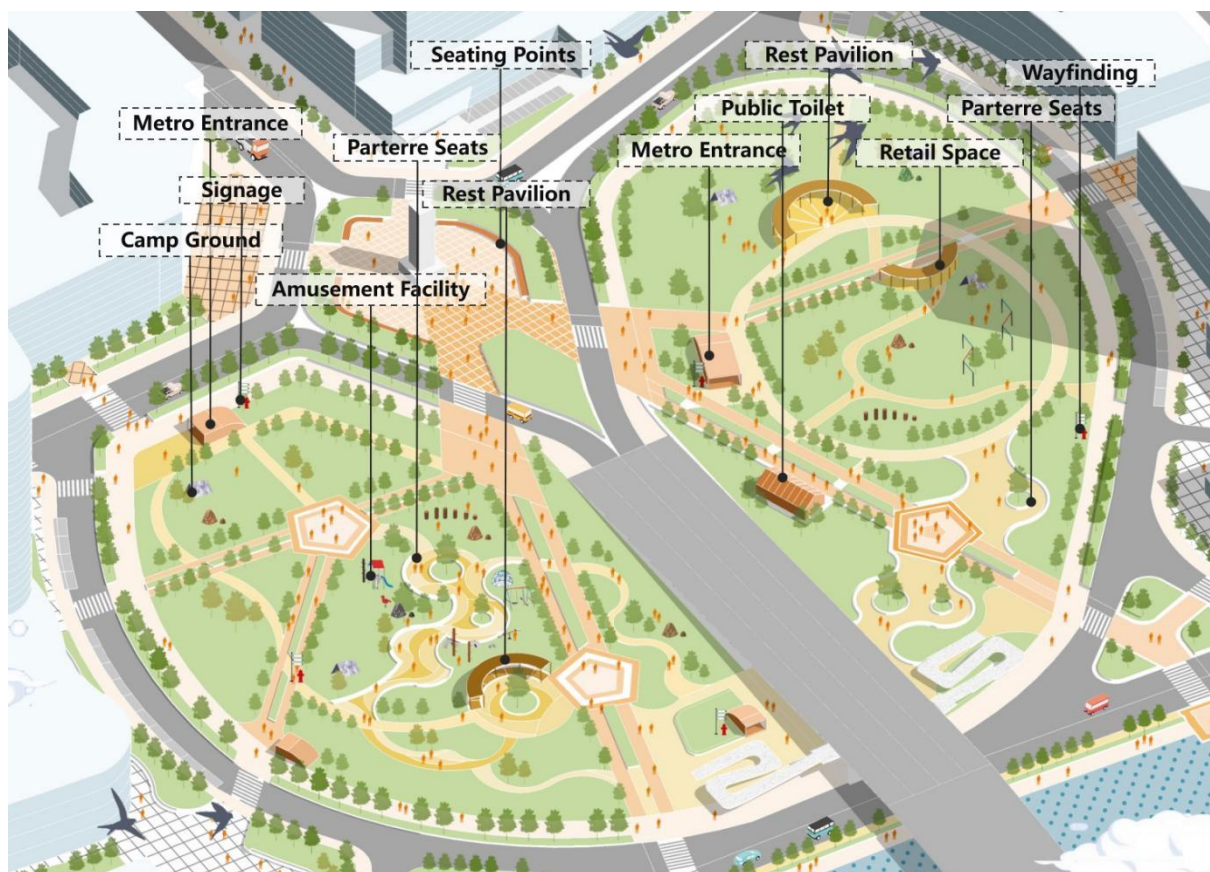 Seating Points
Rest Pavilion
Wayfinding
Metro Entrance
Parterre Seats
Public Toilet
Parterre Seats
Metro Entrance
Retail Space
Signage
Rest Pavilion
Camp Ground
Amusement Facility